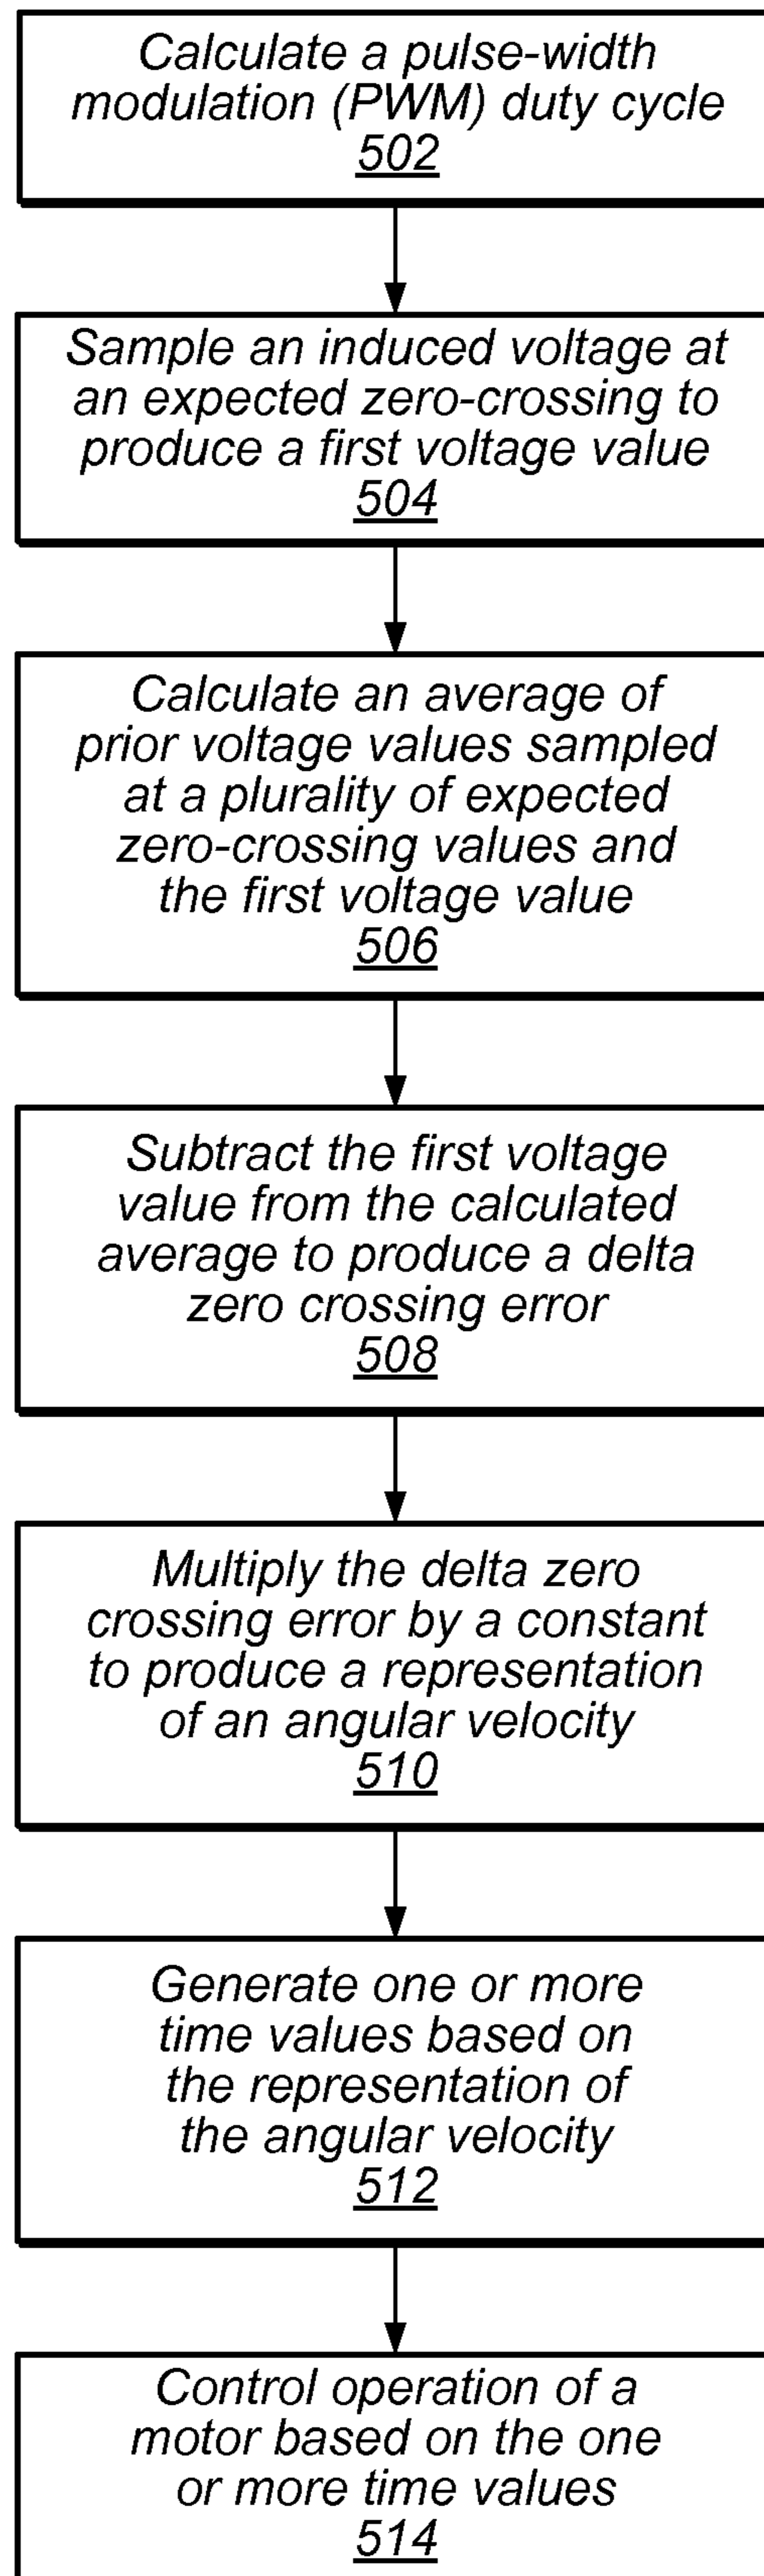 Calculate a pulse-width
modulation (PWM) duty cycle
502
Sample an induced voltage at
an expected zero-crossing to
produce a first voltage value
504
Calculate an average of
prior voltage values sampled
at a plurality of expected
zero-crossing values and
the first voltage value
506
Subtract the first voltage
value from the calculated
average to produce a delta
zero crossing error
508
Multiply the delta zero
crossing error by a constant
to produce a representation
of an angular velocity
510
Generate one or more
time values based on
the representation of
the angular velocity
512
Control operation of a
motor based on the one
or more time values
514